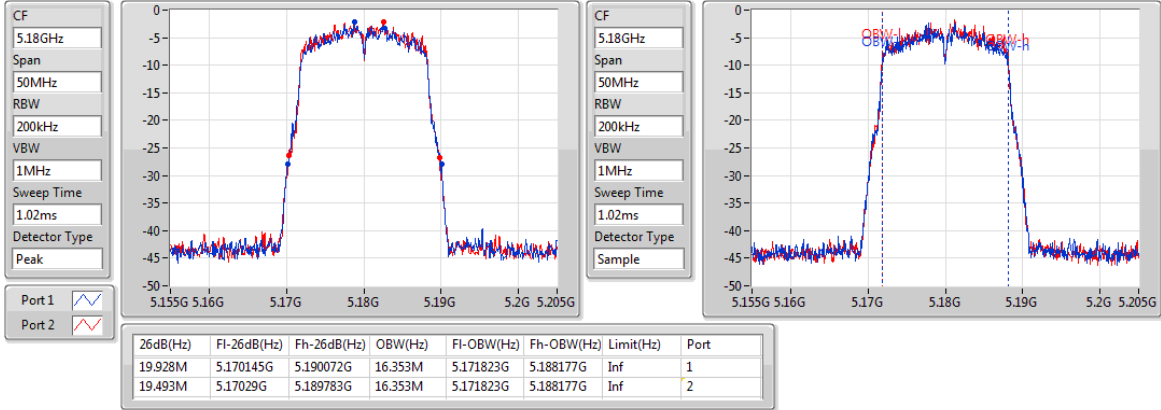 CF
5.18GHz
Span
50MHz
RBW
200kHz
VBW
1MHz
Sweep Time
1.02ms
Detector Type
Peak
Port 1
Port 2
0-
-5-
-10-
-15-
-20-
-25-
-30-
-35-
-40-
-45-
-50-
5.155G 5.16G 5.17G 5.18G 5.19G 5.2G 5.205G
CF
5.18GHz
Span
50MHz
RBW
200kHz
VBW
1MHz
Sweep Time
1.02ms
Detector Type
Sample
0-
-5-
-10-
-15-
-20-
-25-
-30-
-35-
-40-
-45-
-50-
OBW-h
5.155G 5.16G 5.17G 5.18G 5.19G 5.2G 5.205G
26dB(Hz) Fl-26dB(Hz) Fh-26dB(Hz) OBW(Hz) Fl-OBW(Hz) Fh-OBW(Hz) Limit(Hz) Port
19.928M 5.170145G 5.190072G 16.353M 5.171823G 5.188177G Inf 1
19.493M 5.17029G 5.189783G 16.353M 5.171823G 5.188177G Inf 2